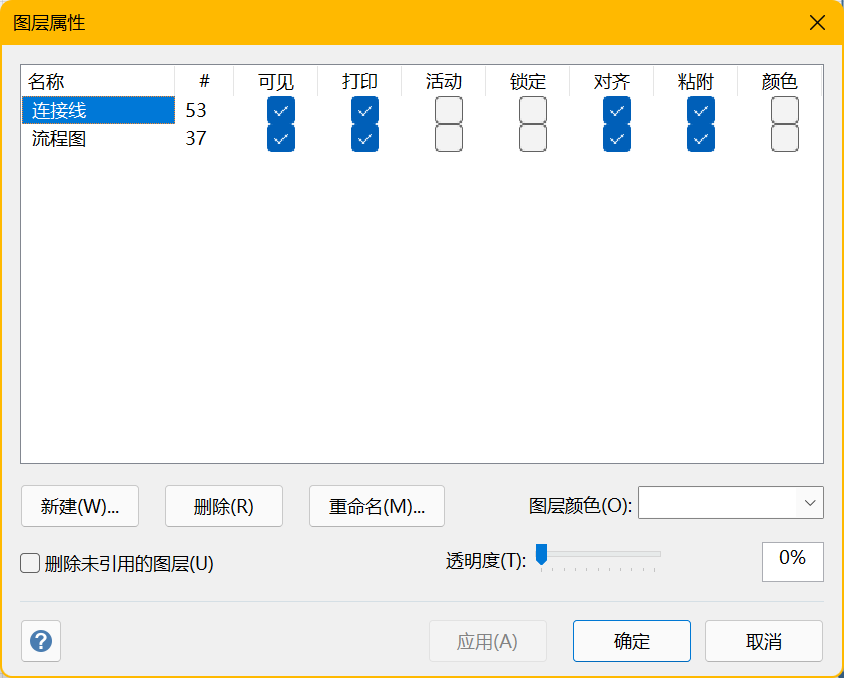 图层属性
名称 # 可见 打印 活动 锁定 对齐 粘附 颜色
连接线 53
流程图 37
新建(W)... 删除(R) 重命名(M)... 图层颜色(O):
删除未引用的图层(U) 透明度(T): 0%
? 应用(A) 确定 取消